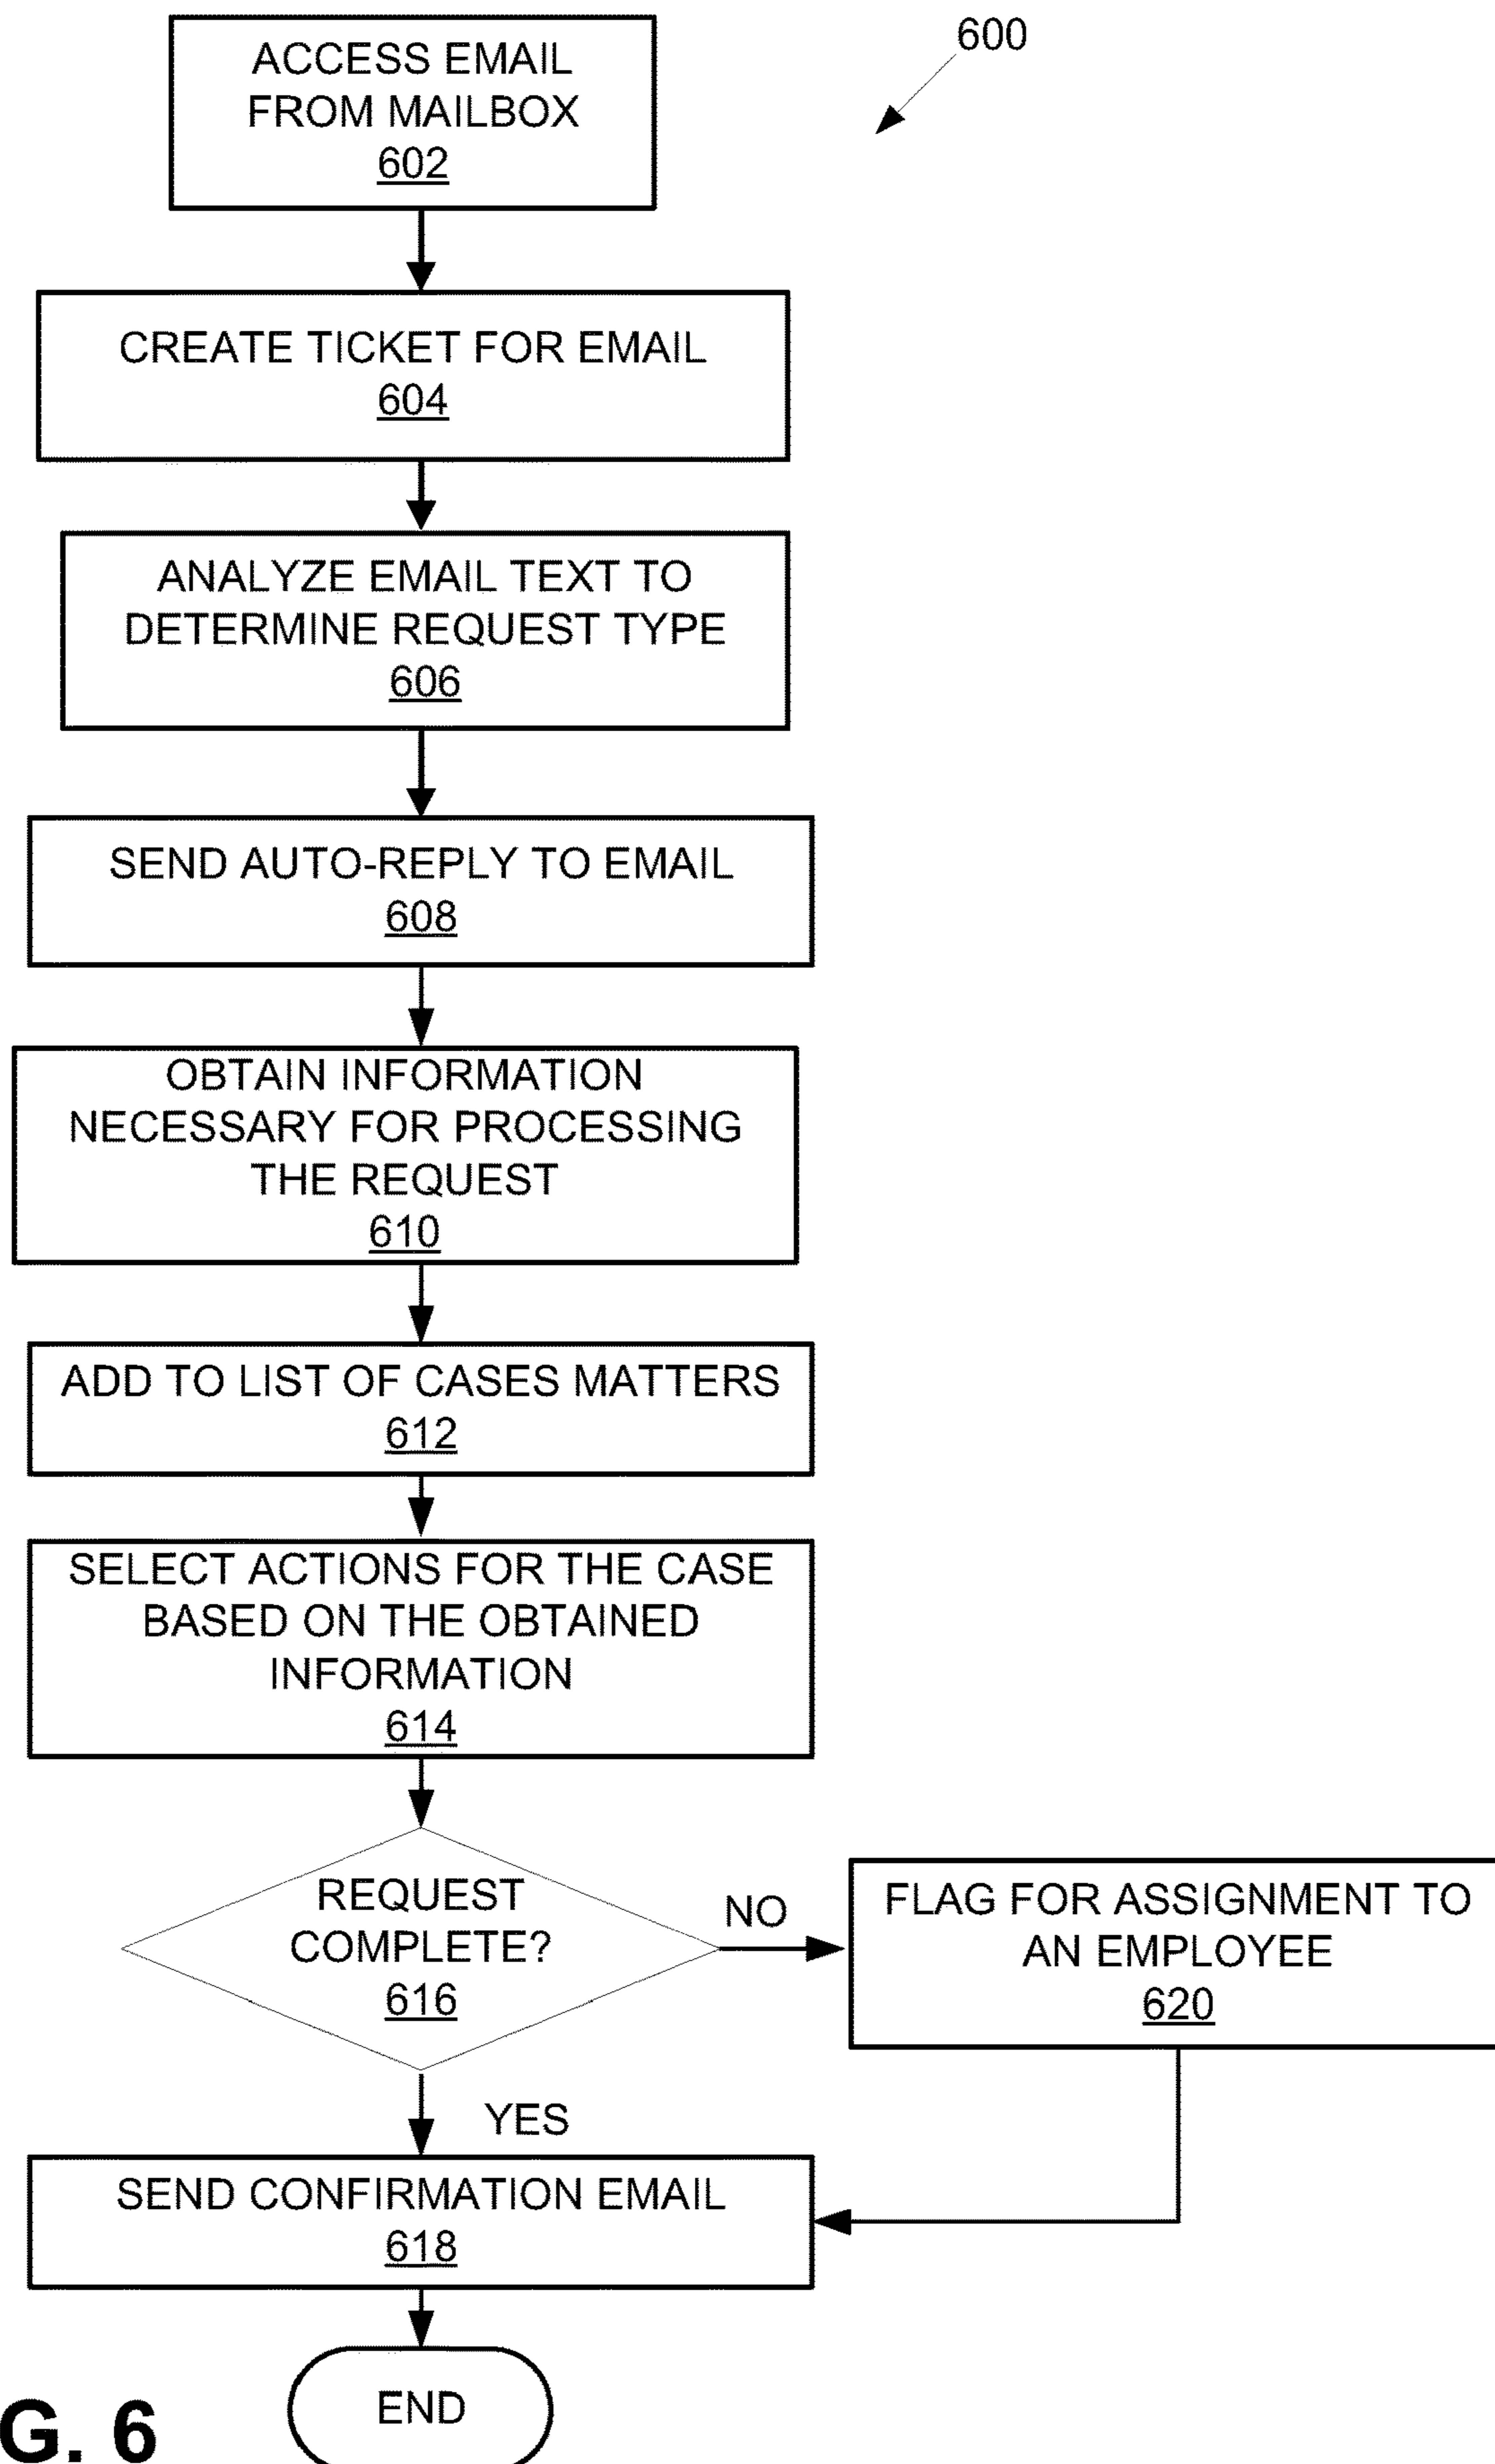 600
ACCESS EMAIL
FROM MAILBOX
602
CREATE TICKET FOR EMAIL
604
ANALYZE EMAIL TEXT TO
DETERMINE REQUEST TYPE
606
SEND AUTO-REPLY TO EMAIL
608
OBTAIN INFORMATION
NECESSARY FOR PROCESSING
THE REQUEST
610
ADD TO LIST OF CASES MATTERS
612
SELECT ACTIONS FOR THE CASE
BASED ON THE OBTAINED
INFORMATION
614
REQUEST
COMPLETE?
616
NO
FLAG FOR ASSIGNMENT TO
AN EMPLOYEE
620
YES
SEND CONFIRMATION EMAIL
618
END
G. 6